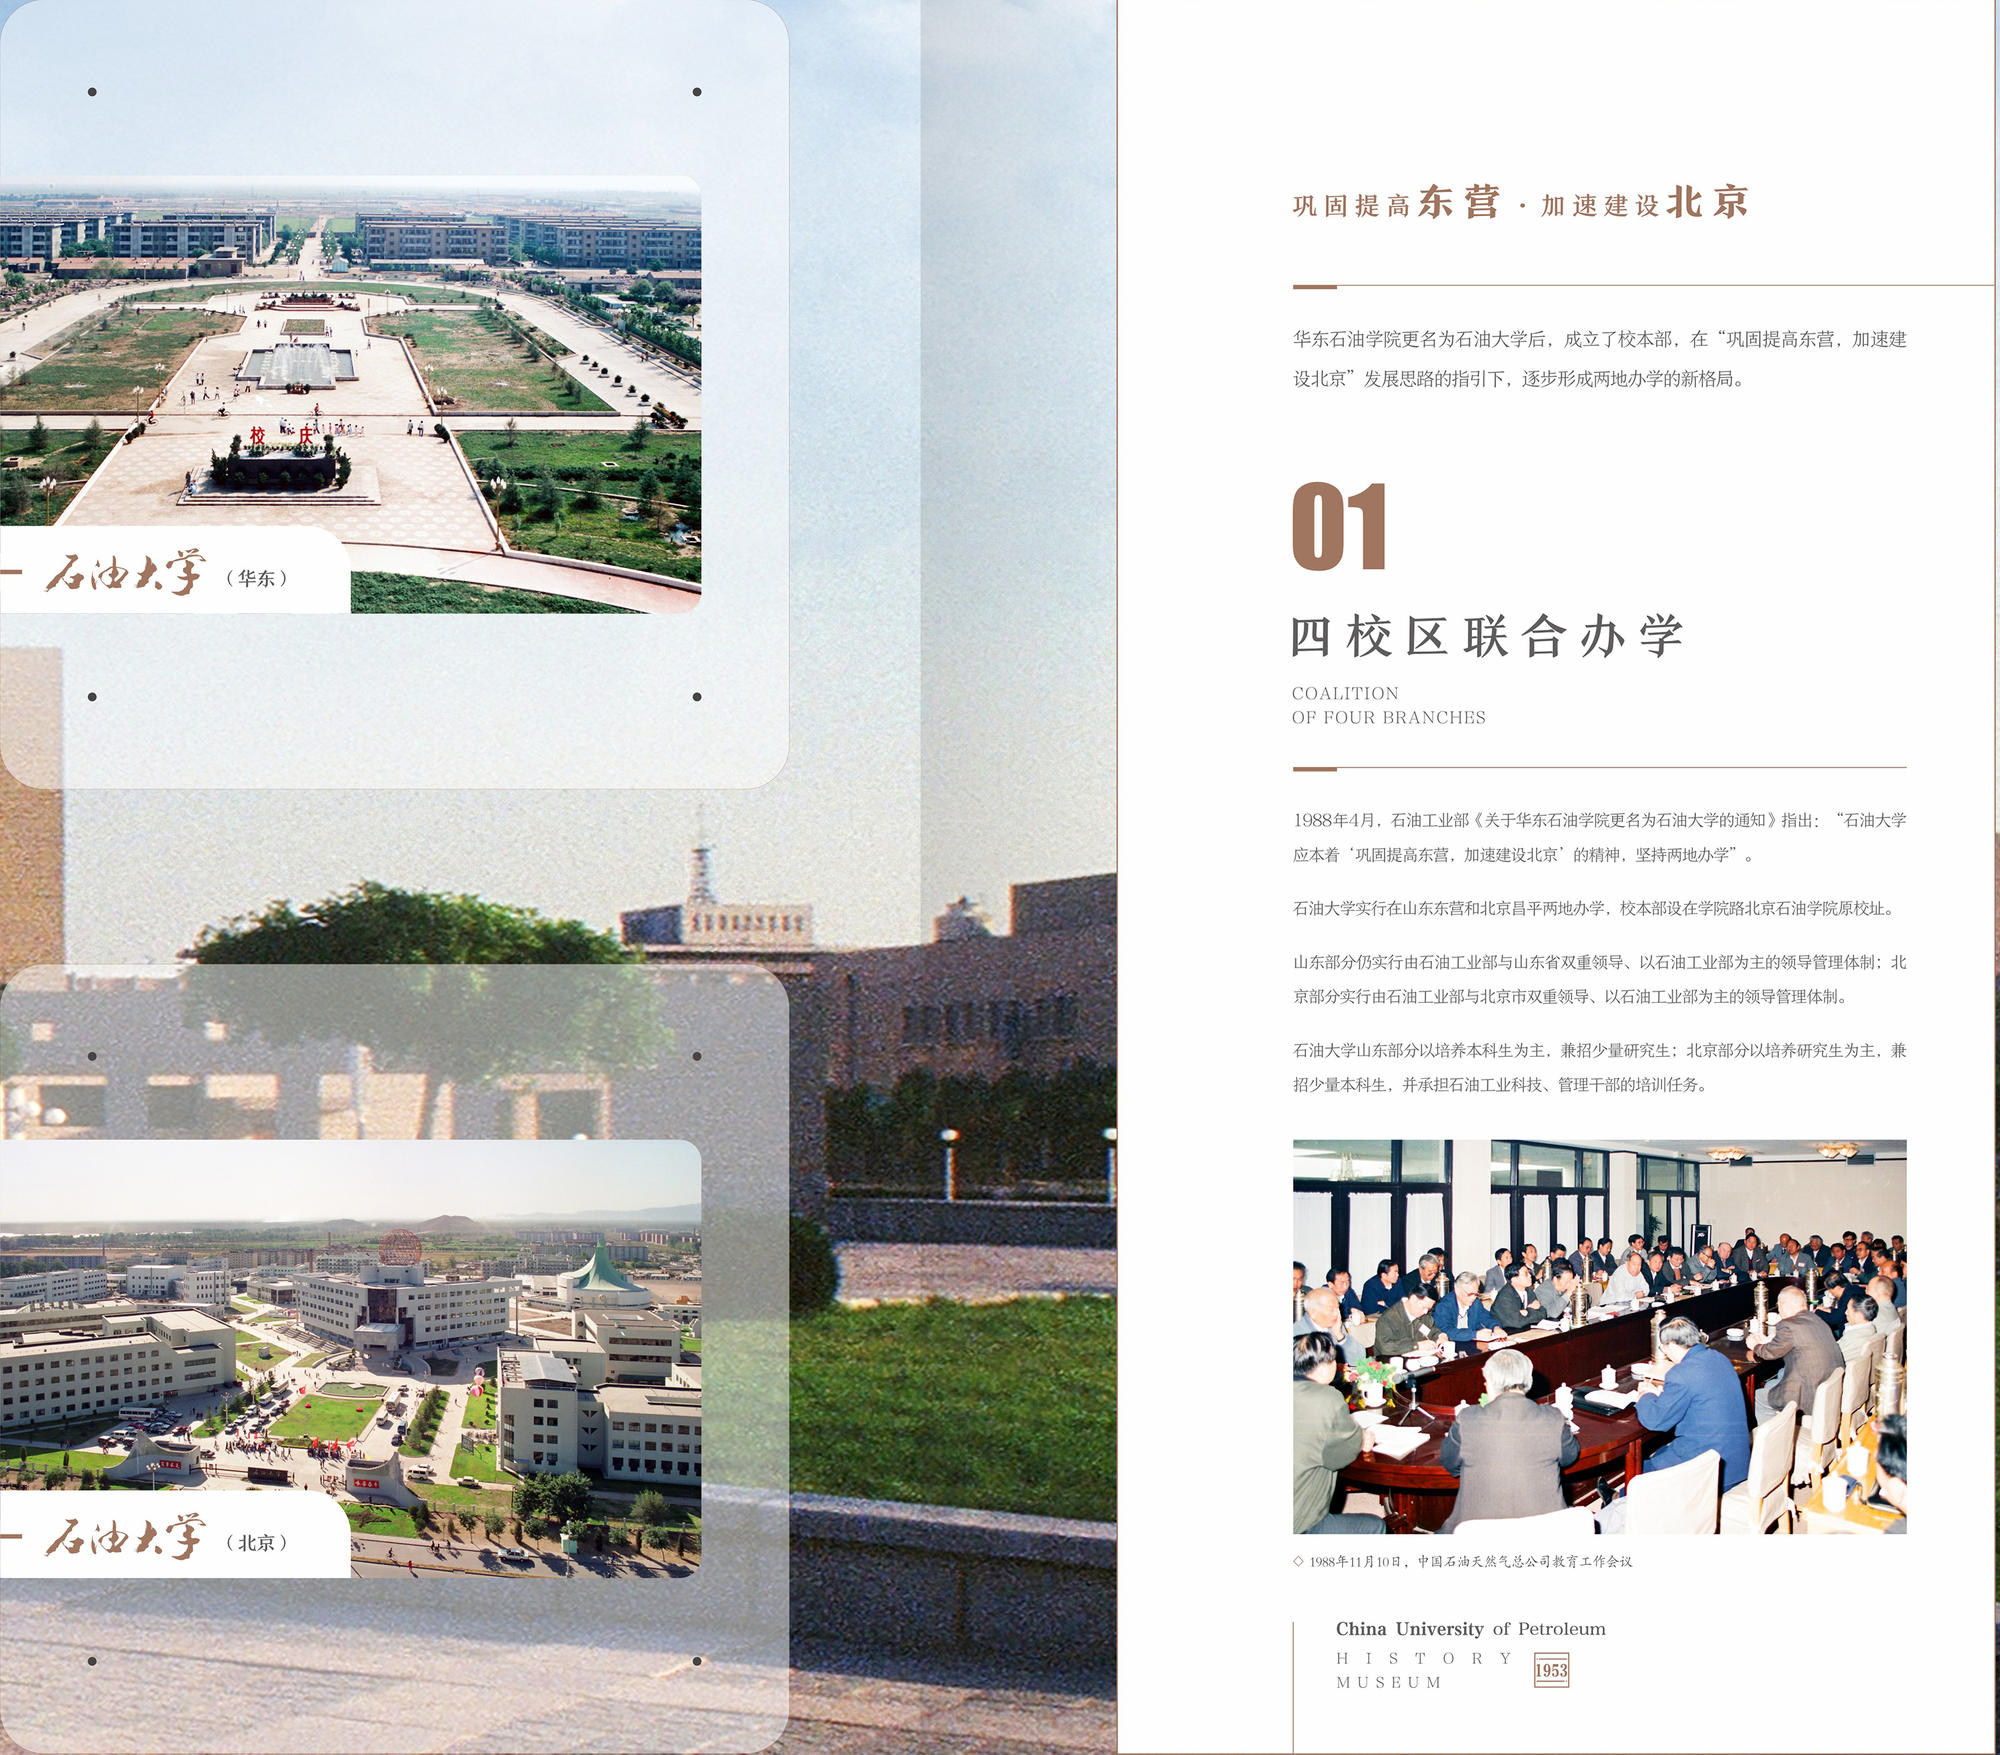 校 庆
石油大学 （华东）
石油大学 （北京）
巩固提高东营·加速建设北京
华东石油学院更名为石油大学后，成立了校本部，在“巩固提高东营，加速建
设北京”发展思路的指引下，逐步形成两地办学的新格局。
01
四校区联合办学
COALITION
OF FOUR BRANCHES
1988年4月，石油工业部《关于华东石油学院更名为石油大学的通知》指出：“石油大学
应本着‘巩固提高东营，加速建设北京’的精神，坚持两地办学”。
石油大学实行在山东东营和北京昌平两地办学，校本部设在学院路北京石油学院原校址。
山东部分仍实行由石油工业部与山东省双重领导、以石油工业部为主的领导管理体制；北
京部分实行由石油工业部与北京市双重领导、以石油工业部为主的领导管理体制。
石油大学山东部分以培养本科生为主，兼招少量研究生；北京部分以培养研究生为主，兼
招少量本科生，并承担石油工业科技、管理干部的培训任务。
◇ 1988年11月10日，中国石油天然气总公司教育工作会议
China University of Petroleum
HISTORY
MUSEUM
1953